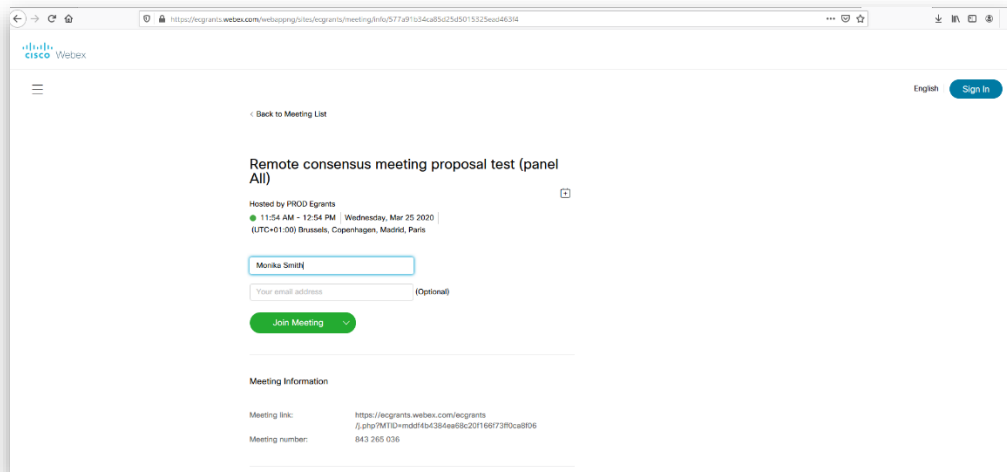 https://ecgrants.webex.com/webappng/sites/ecgrants/meeting/info/577a91b34ca85d25d5015325ead463f4
CISCO Webex
English Sign In
Back to Meeting List
Remote consensus meeting proposal test (panel
All)
Hosted by PROD Egrants
11:54 AM - 12:54 PM | Wednesday, Mar 25 2020 |
(UTC+01:00) Brussels, Copenhagen, Madrid, Paris
Monika Smith
Your email address (Optional)
Join Meeting
Meeting Information
Meeting link: https://ecgrants.webex.com/ecgrants
/j.php?MTID=mddf4b4384ea68c20f166f73ff0ca8f06
Meeting number: 843 265 036